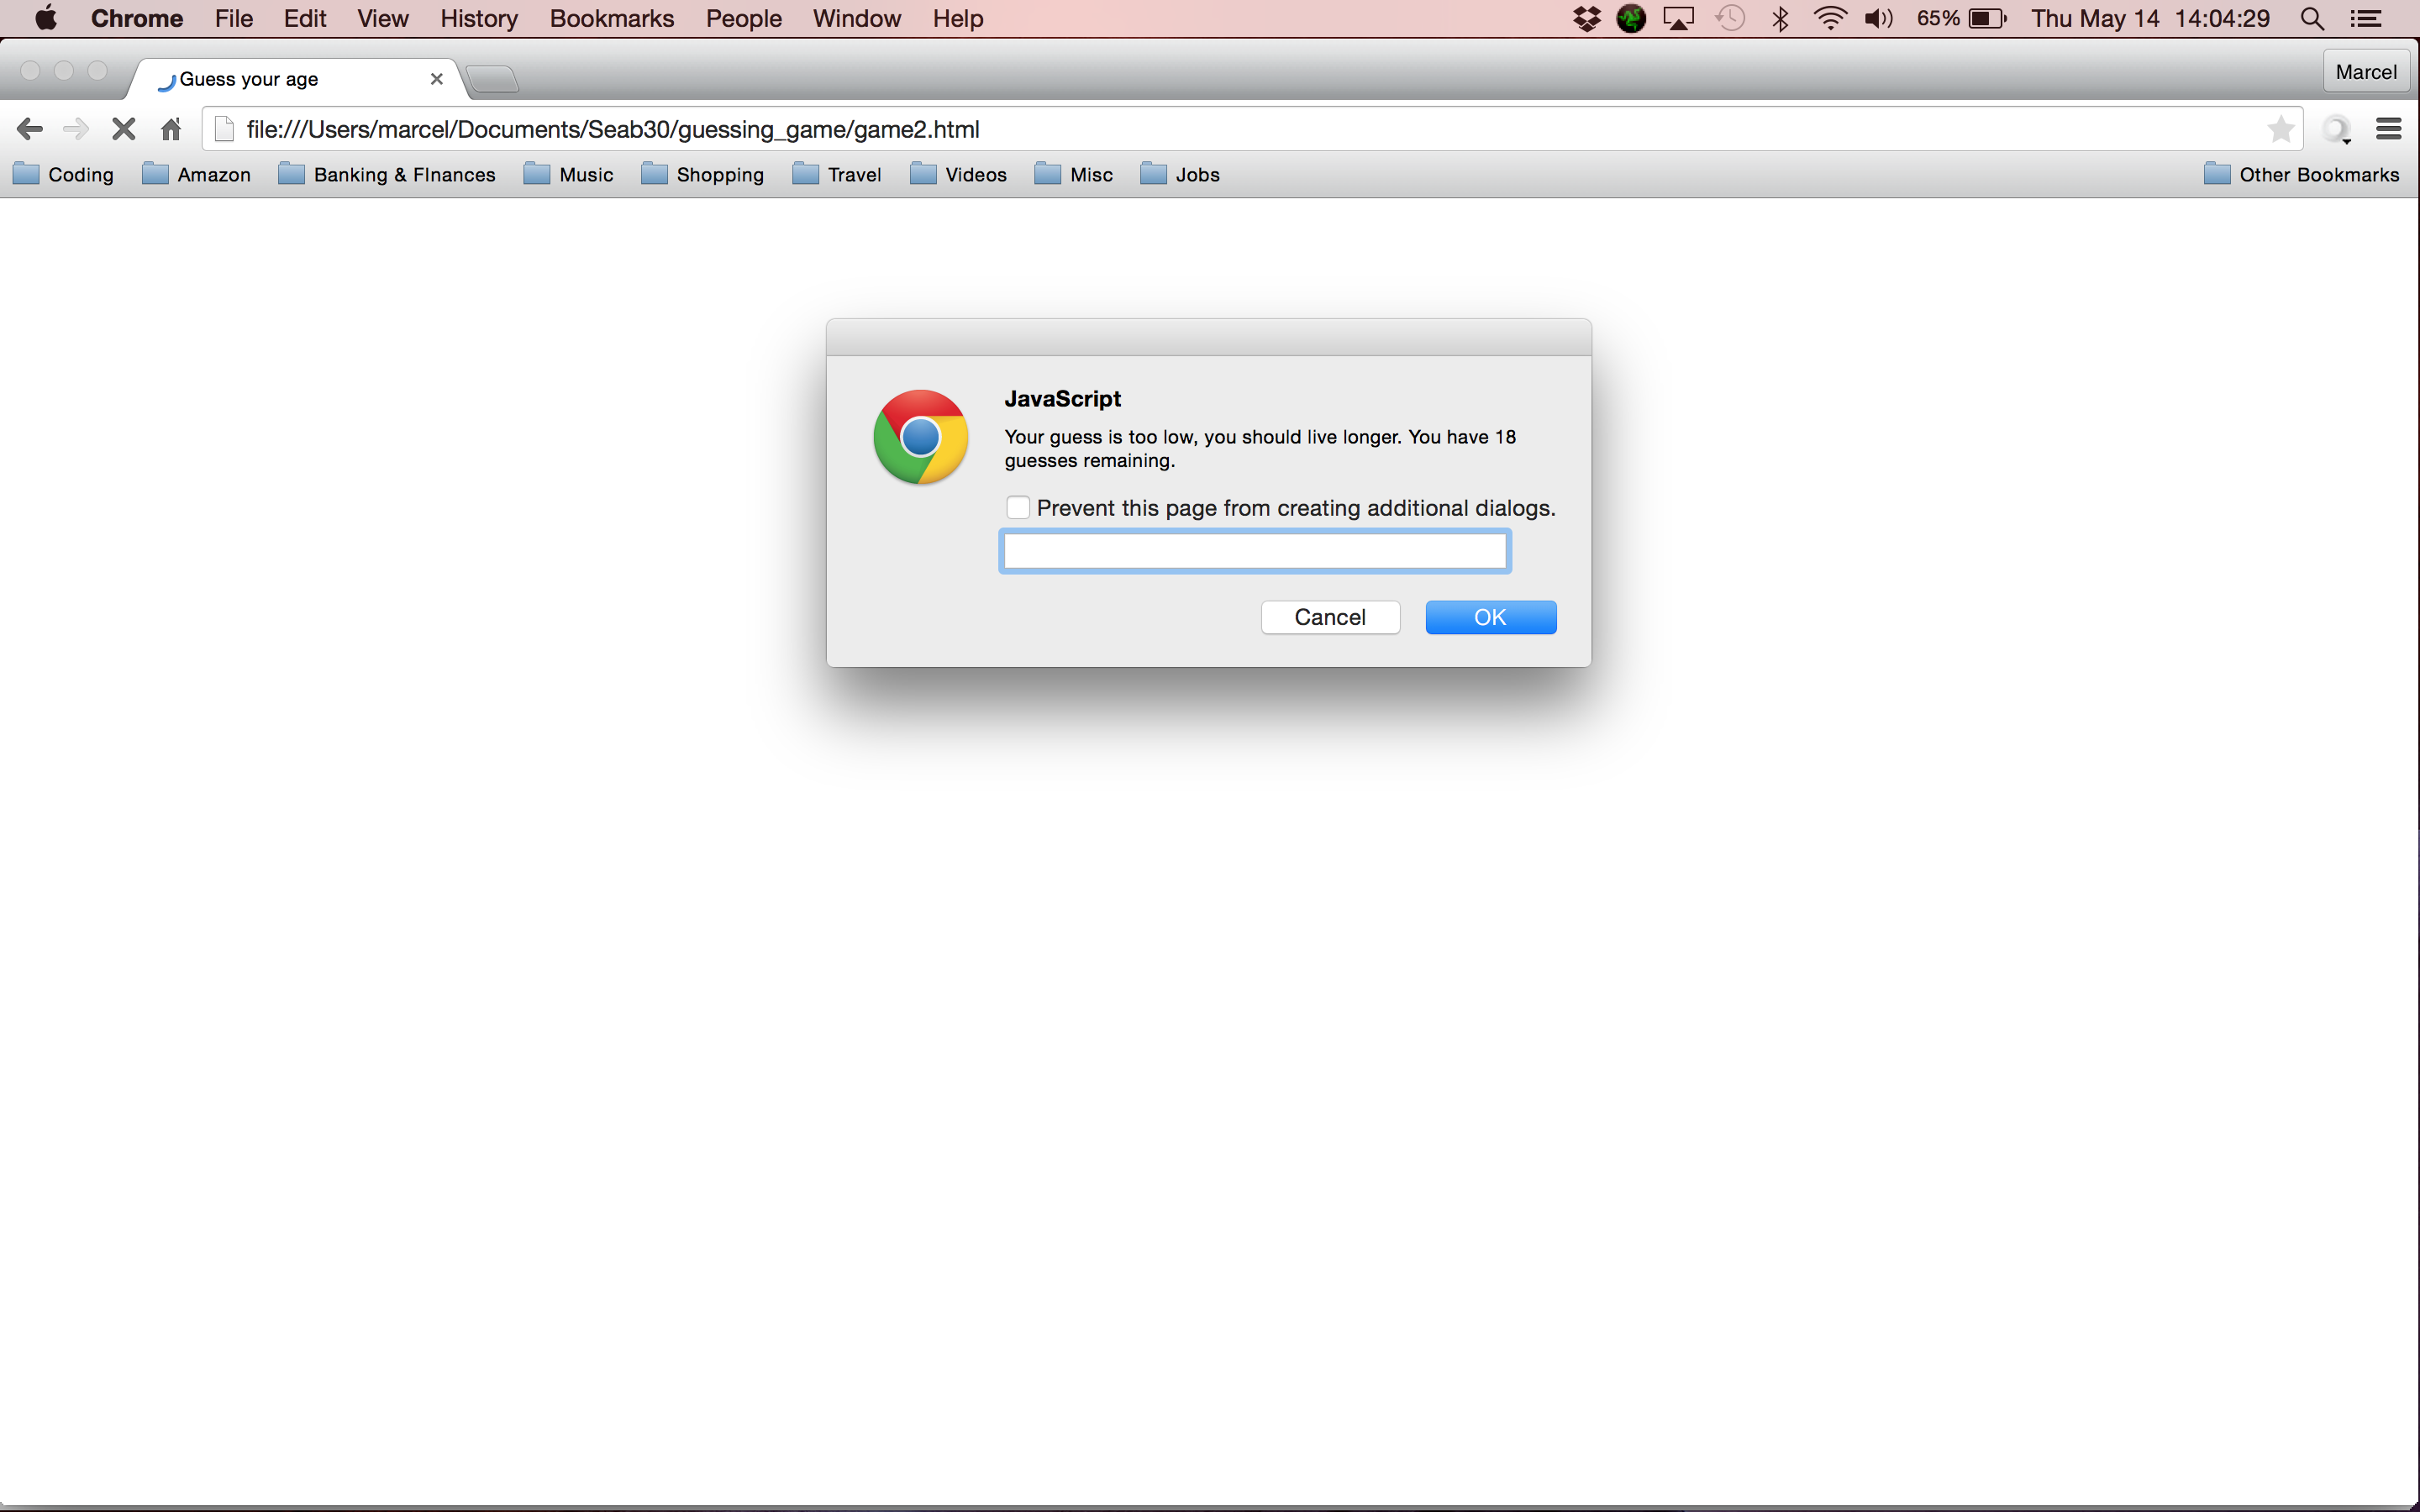 Chrome File Edit View History Bookmarks People Window Help 65% Thu May 14 14:04:29
Guess your age Marcel
file:///Users/marcel/Documents/Seab30/guessing_game/game2.html
Coding Amazon Banking & FInances Music Shopping Travel Videos Misc Jobs Other Bookmarks
JavaScript
Your guess is too low, you should live longer. You have 18
guesses remaining.
Prevent this page from creating additional dialogs.
Cancel OK